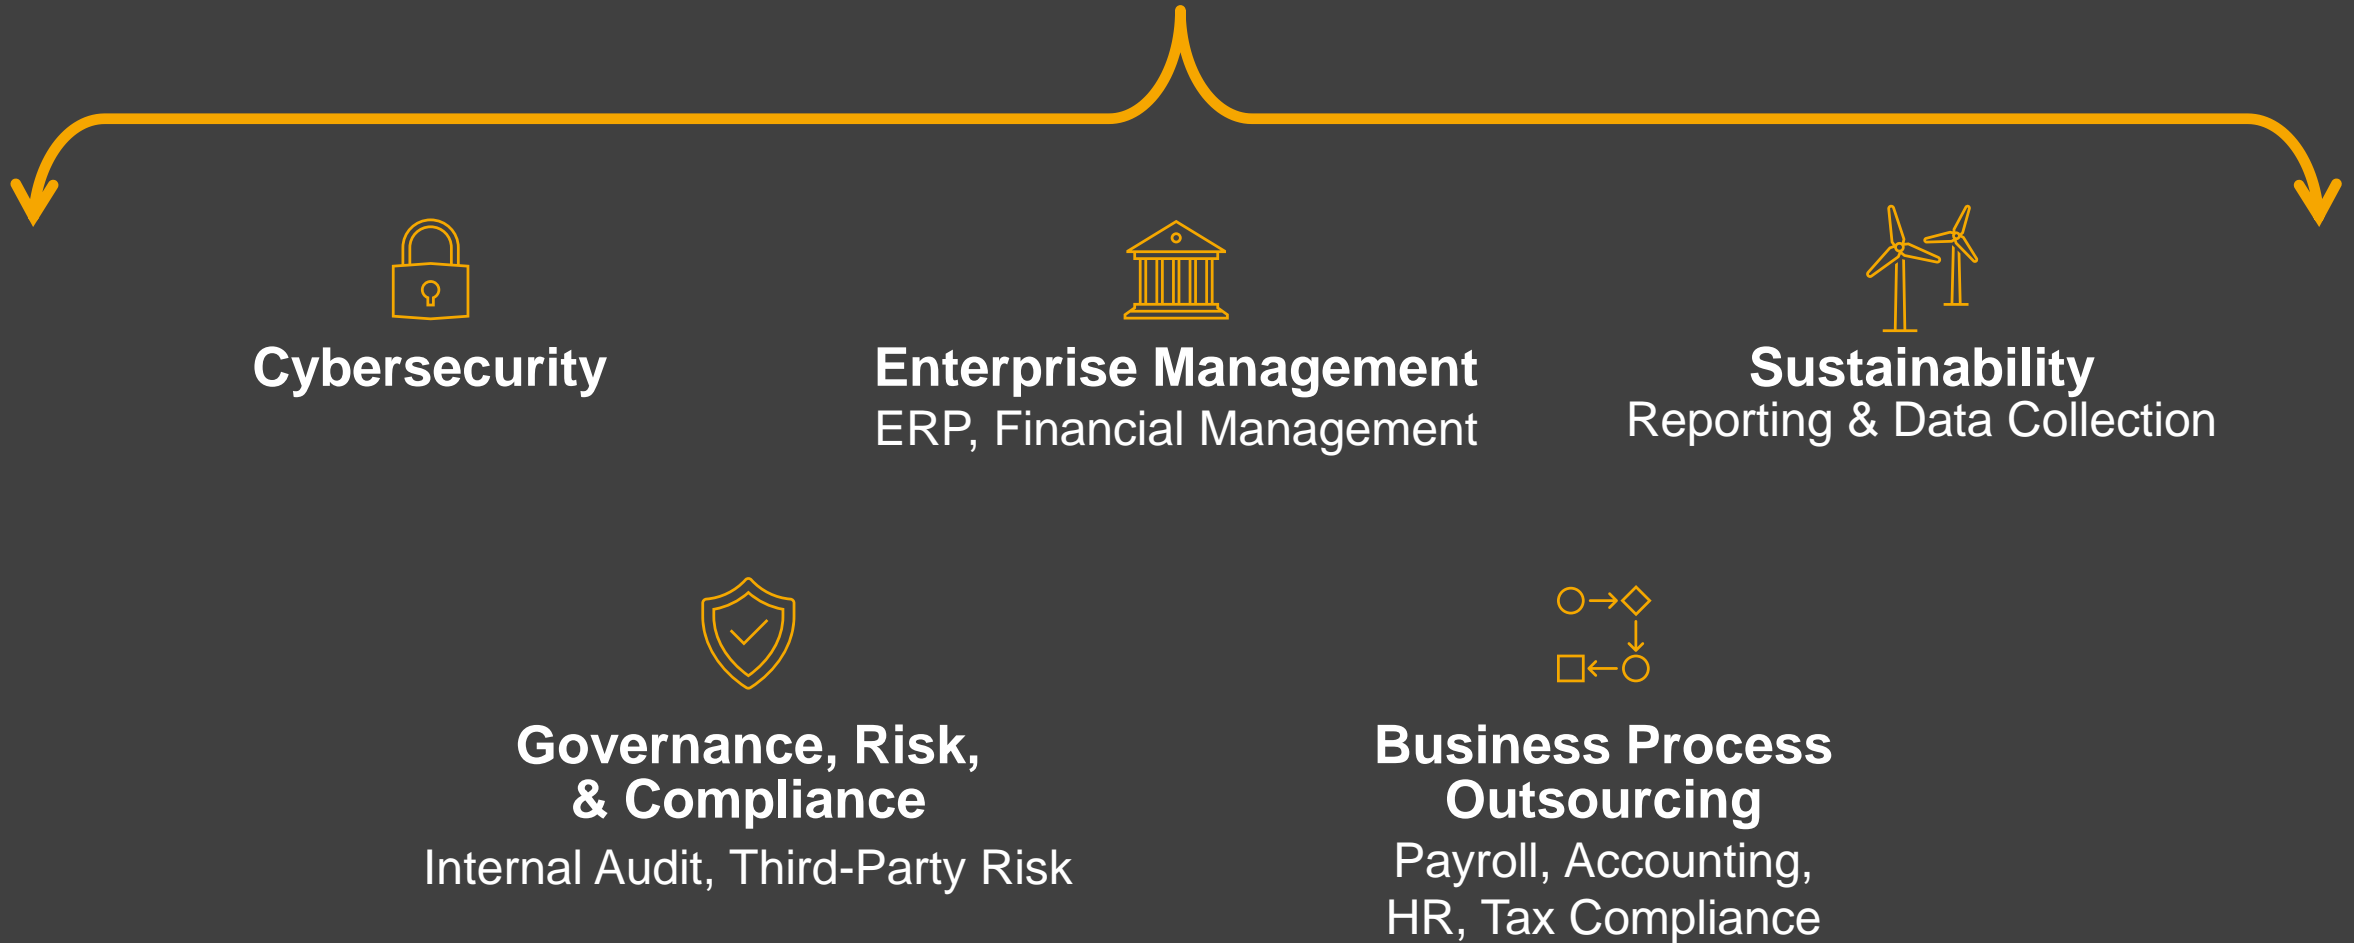 Cybersecurity
Enterprise Management
ERP, Financial Management
Sustainability
Reporting & Data Collection
Governance, Risk,
& Compliance
Internal Audit, Third-Party Risk
Business Process
Outsourcing
Payroll, Accounting,
HR, Tax Compliance